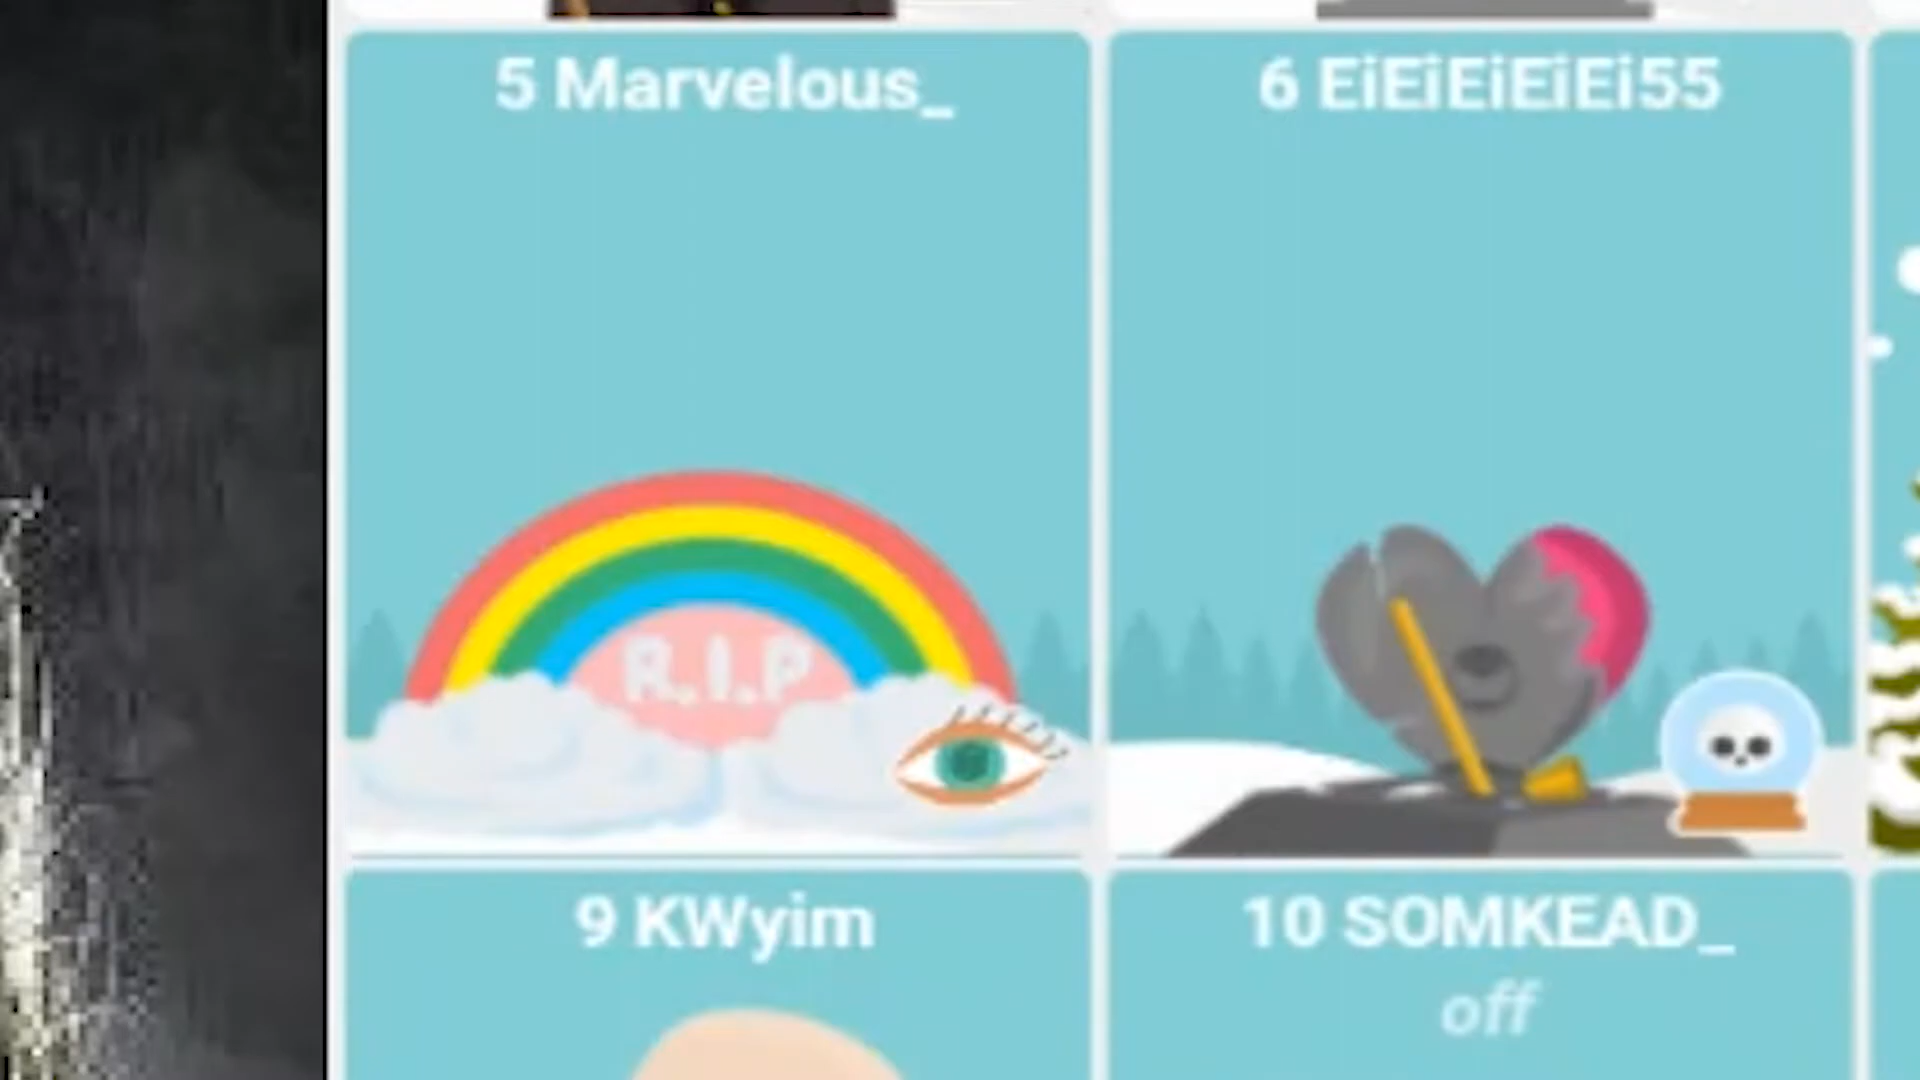 5 Marvelous_
6 EiEiEiEiEi55
R.I.P
9 KWyim
10 SOMKEAD_
off